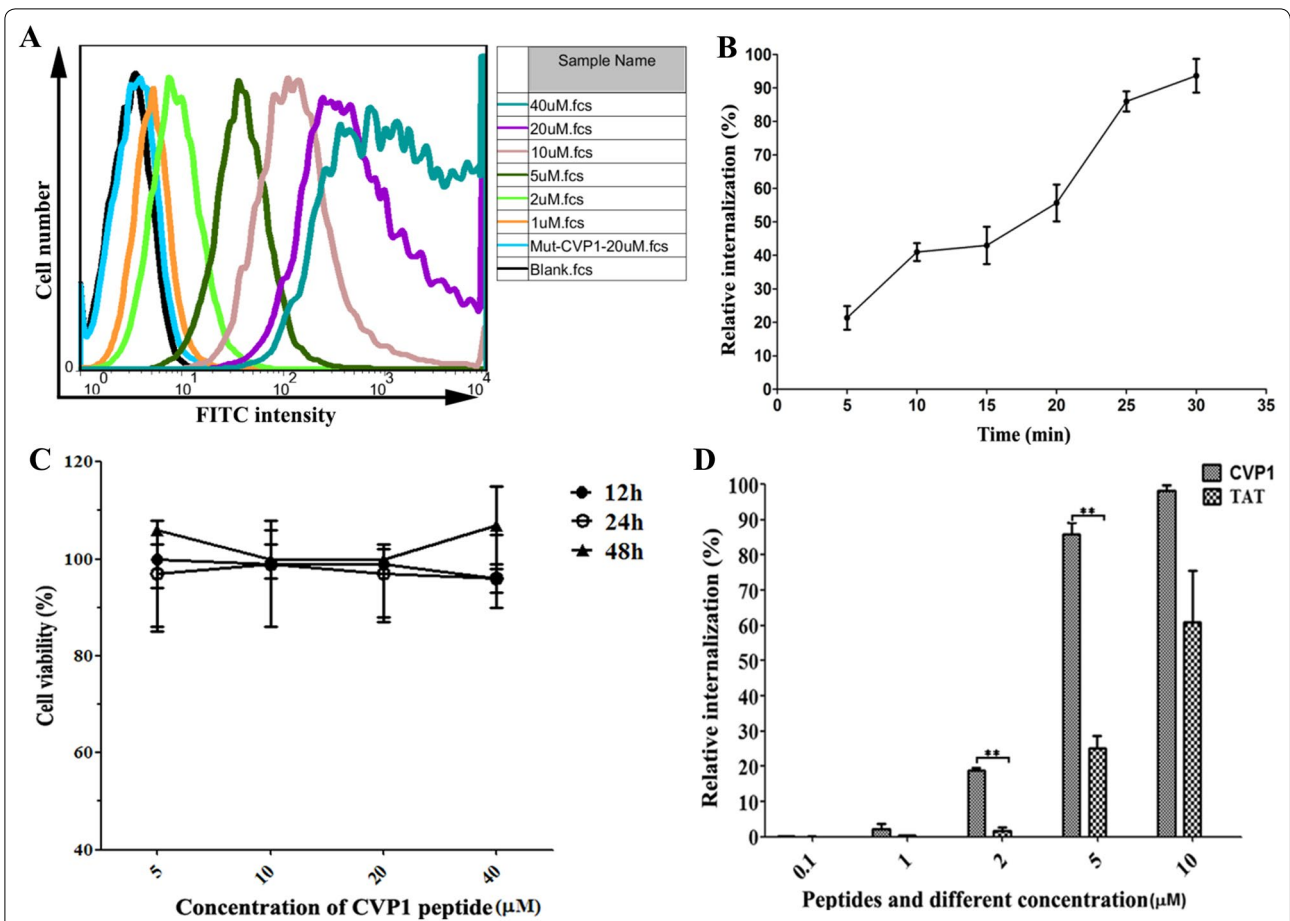 A
Cell number
0
10 0
10 1
10 2
10 3
10 4
FITC intensity
Sample Name
40uM.fcs
20uM.fcs
10uM.fcs
5uM.fcs
2uM.fcs
1uM.fcs
Mut-CVP1-20uM.fcs
Blank.fcs
B
Relative internalization (%)
100
90
80
70
60
50
40
30
20
10
0
0 5 10 15 20 25 30 35
Time (min)
C
Cell viability (%)
120
100
80
60
40
5 10 20 40
Concentration of CVP1 peptide (μM)
12h
24h
48h
D
CVP1
TAT
Relative internalization (%)
100
90
80
70
60
50
40
30
20
10
0
**
**
0.1 1 2 5 10
Peptides and different concentration(μM)